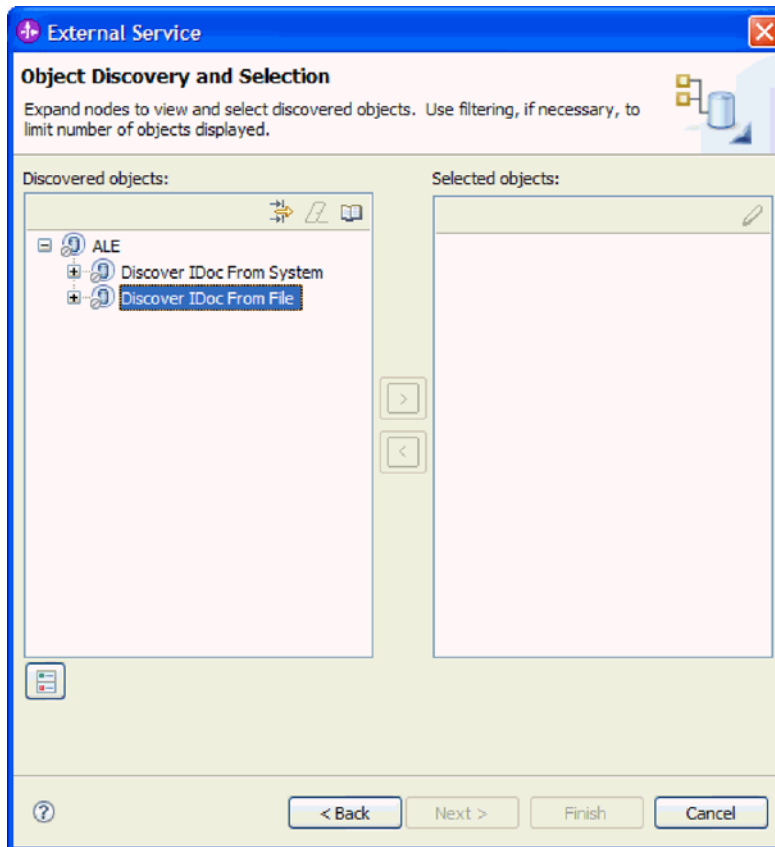 External Service
Object Discovery and Selection
Expand nodes to view and select discovered objects. Use filtering, if necessary, to
limit number of objects displayed.
Discovered objects:
Selected objects:
ALE
Discover IDoc From System
Discover IDoc From File
>
<
?
< Back
Next >
Finish
Cancel